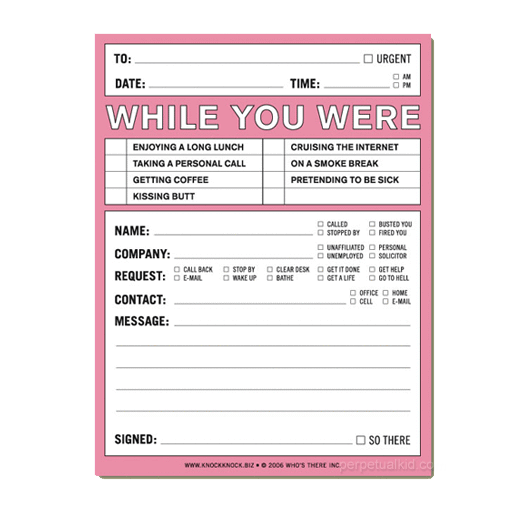 TO: URGENT
DATE: TIME: AM
PM
WHILE YOU WERE
ENJOYING A LONG LUNCH CRUISING THE INTERNET
TAKING A PERSONAL CALL ON A SMOKE BREAK
GETTING COFFEE PRETENDING TO BE SICK
KISSING BUTT
NAME: CALLED BUSTED YOU
STOPPED BY FIRED YOU
COMPANY: UNAFFILIATED PERSONAL
UNEMPLOYED SOLICITOR
REQUEST: CALL BACK STOP BY CLEAR DESK GET IT DONE GET HELP
E-MAIL WAKE UP BATHE GET A LIFE GO TO HELL
CONTACT: OFFICE HOME
CELL E-MAIL
MESSAGE:
SIGNED: SO THERE
WWW.KNOCKKNOCK.BIZ • © 2006 WHO'S THERE INC.
perpetualkid.co